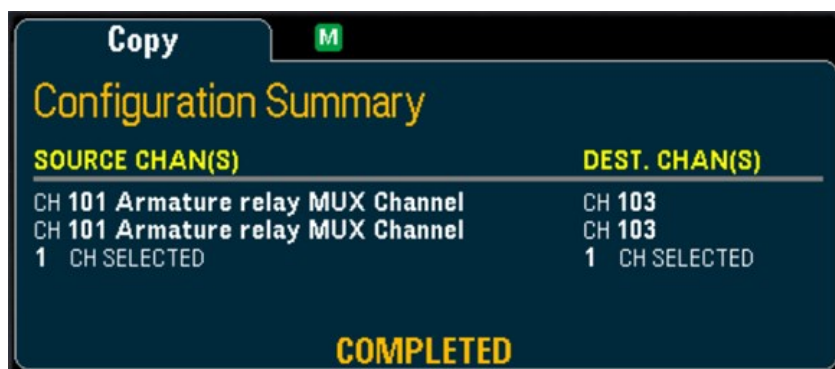 Copy M
Configuration Summary
SOURCE CHAN(S) DEST. CHAN(S)
CH 101 Armature relay MUX Channel CH 103
CH 101 Armature relay MUX Channel CH 103
1 CH SELECTED 1 CH SELECTED
COMPLETED